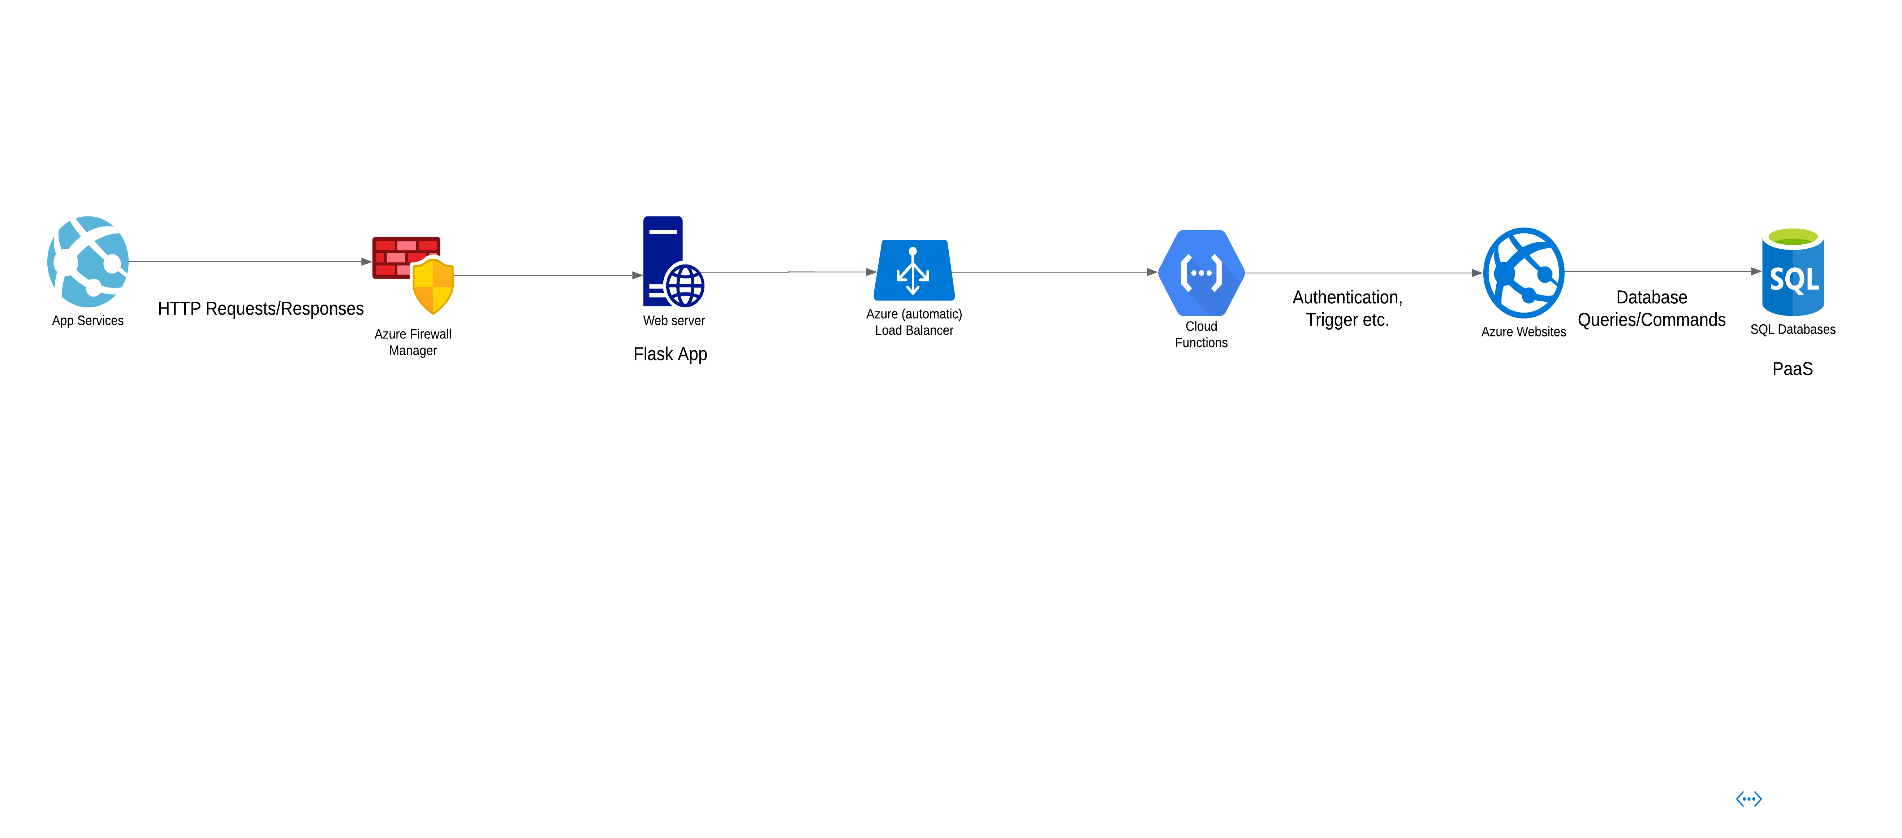 App Services
HTTP Requests/Responses
Azure Firewall
Manager
Web server
Flask App
Azure (automatic)
Load Balancer
Cloud
Functions
Authentication,
Trigger etc.
Azure Websites
Database
Queries/Commands
SQL
SQL Databases
PaaS